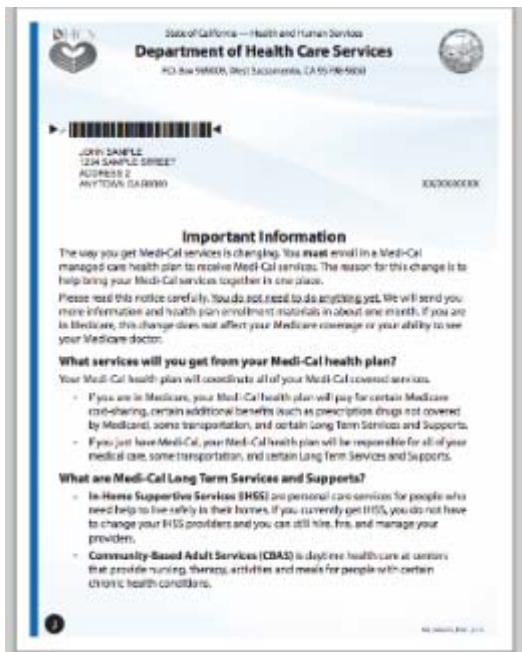 DHCS
State of California — Health and Human Services
Department of Health Care Services
West Sacramento, CA
JOHN SAMPLE
1234 SAMPLE STREET
ADDRESS 2
ANYTOWN CA
Important Information
The way you get Medi-Cal services is changing. You must enroll in a Medi-Cal
managed care health plan to receive Medi-Cal services. The reason for this change is to
help bring your Medi-Cal services together in one place.
Please read this notice carefully. You do not need to do anything yet. We will send you
more information and health plan enrollment materials in about one month. If you are
in Medicare, this change does not affect your Medicare coverage or your ability to see
your Medicare doctor.
What services will you get from your Medi-Cal health plan?
Your Medi-Cal health plan will coordinate all of your Medi-Cal covered services.
- If you are in Medicare, your Medi-Cal health plan will pay for certain Medicare
cost-sharing, certain additional benefits (such as prescription drugs not covered
by Medicare), some transportation, and certain Long Term Services and Supports.
- If you just have Medi-Cal, your Medi-Cal health plan will be responsible for all of your
medical care, some transportation, and certain Long Term Services and Supports.
What are Medi-Cal Long Term Services and Supports?
- In-Home Supportive Services (IHSS) are personal care services for people who
need help to live safely in their homes. If you currently get IHSS, you do not have
to change your IHSS providers and you can still hire, fire, and manage your
providers.
- Community-Based Adult Services (CBAS) is daytime health care at centers
that provide nursing, therapy, activities and meals for people with certain
chronic health conditions.